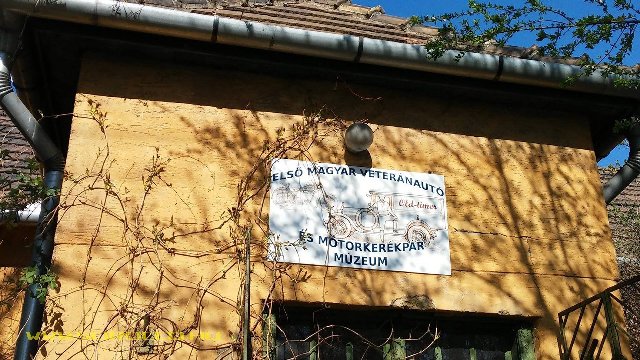 ELSŐ MAGYAR VETERÁNAUTÓ
Old-timer
ÉS MOTORKERÉKPÁR
MÚZEUM